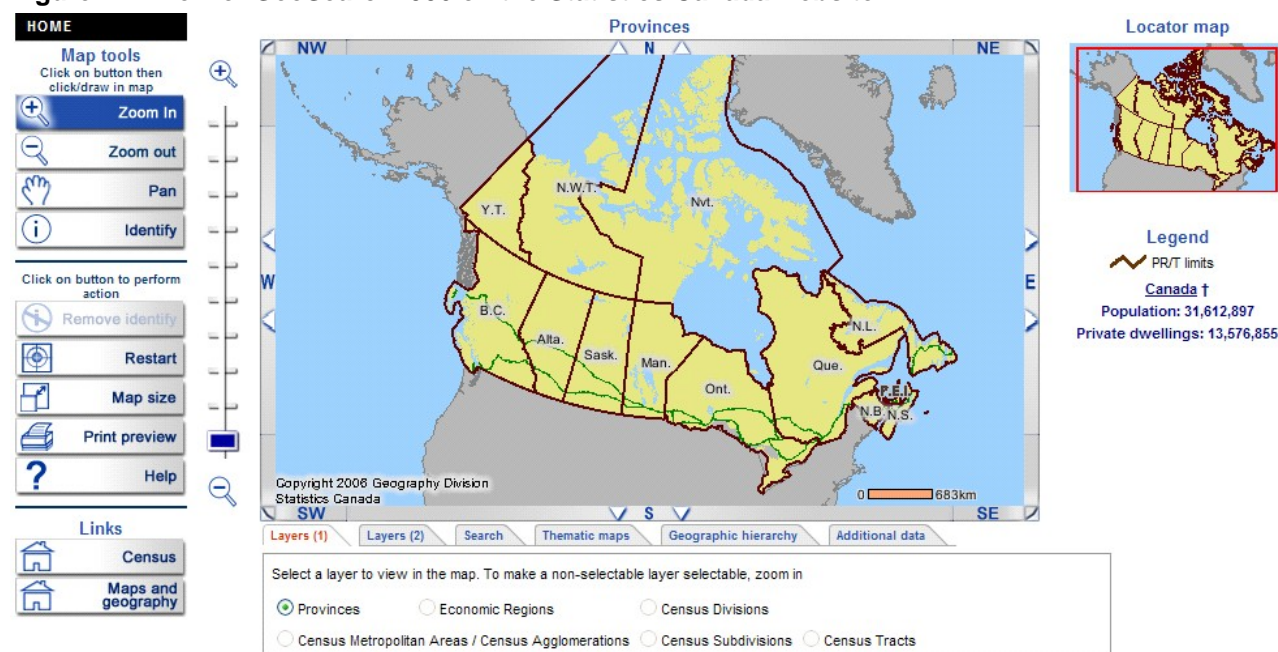 HOME
Map tools
Click on button then
click/draw in map
Zoom In
Zoom out
Pan
Identify
Click on button to perform
action
Remove identify
Restart
Map size
Print preview
Help
Links
Census
Maps and
geography
Provinces
NW
N
NE
W
E
SW
S
SE
Y.T.
N.W.T.
Nvt.
B.C.
Alta.
Sask.
Man.
Ont.
Que.
N.L.
P.E.I.
N.B.
N.S.
Copyright 2006 Geography Division
Statistics Canada
0
683km
Locator map
Legend
PR/T limits
Canada †
Population: 31,612,897
Private dwellings: 13,576,855
Layers (1)
Layers (2)
Search
Thematic maps
Geographic hierarchy
Additional data
Select a layer to view in the map. To make a non-selectable layer selectable, zoom in
Provinces
Economic Regions
Census Divisions
Census Metropolitan Areas / Census Agglomerations
Census Subdivisions
Census Tracts